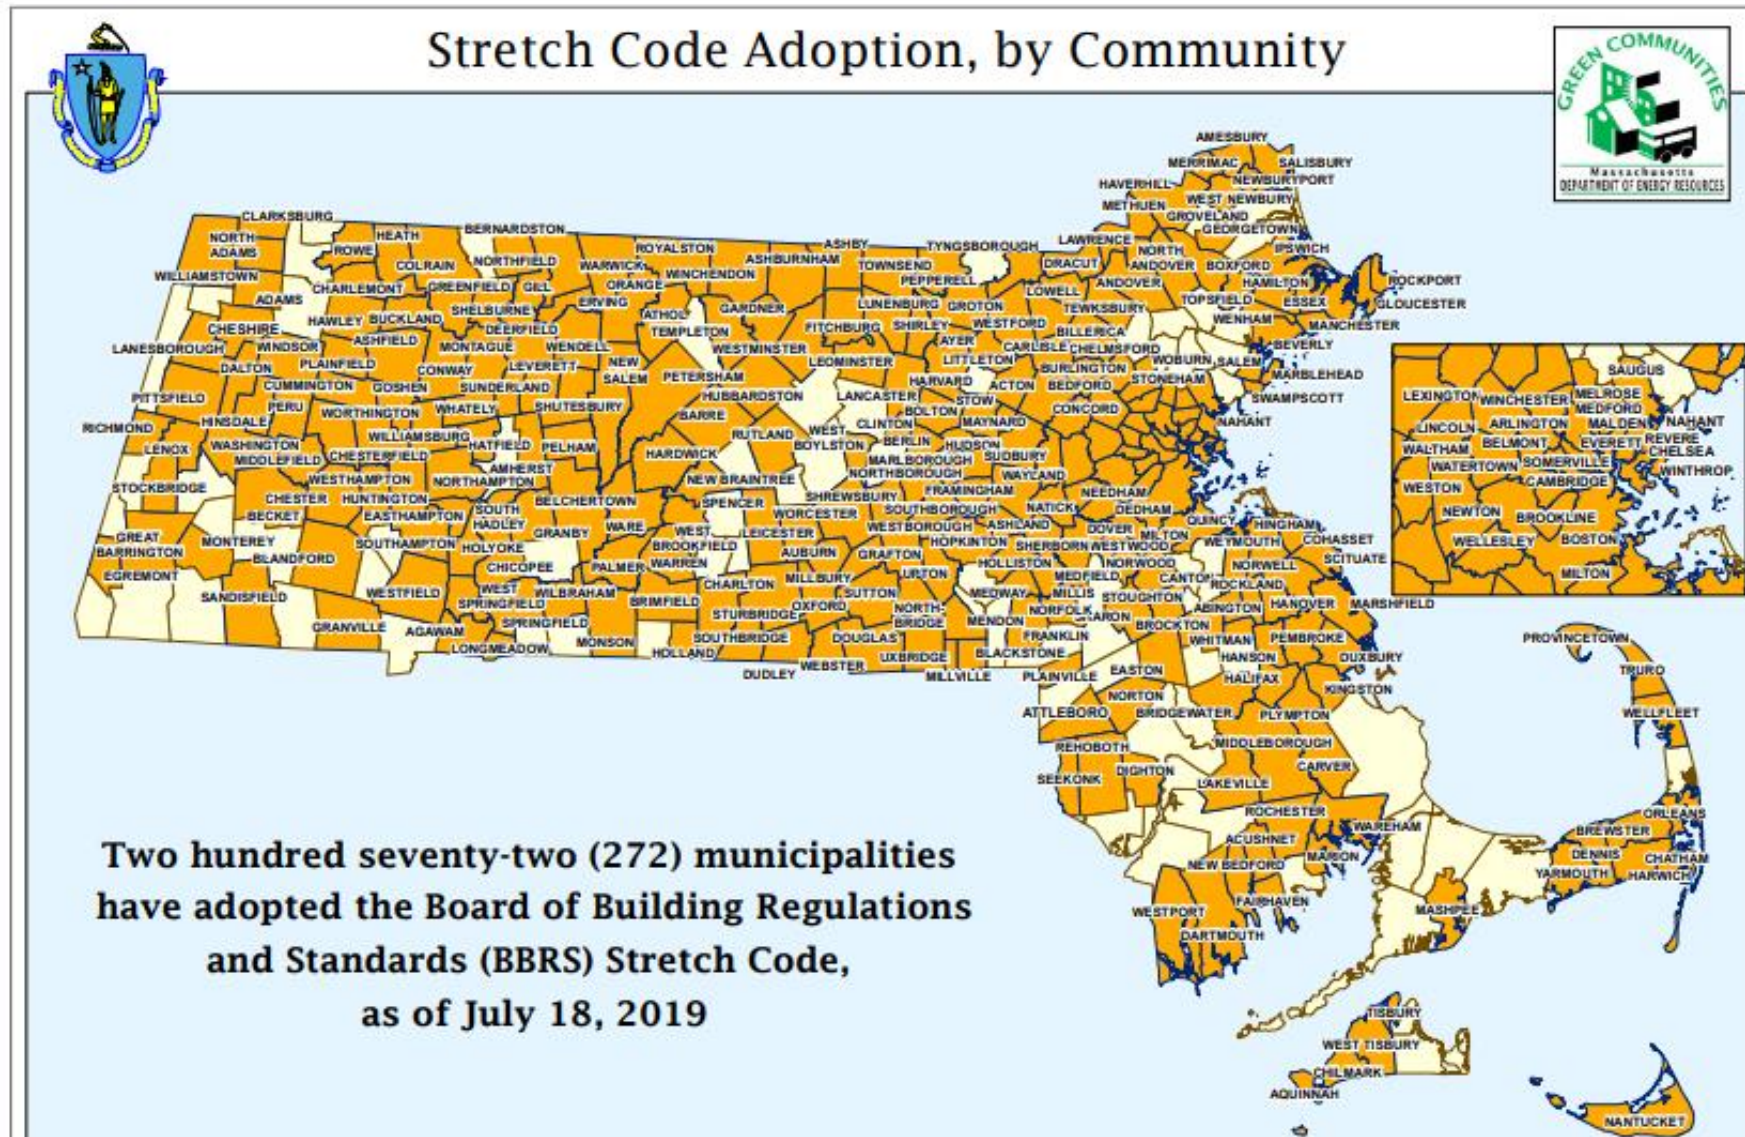 Stretch Code Adoption, by Community
GREEN COMMUNITIES
Massachusetts
DEPARTMENT OF ENERGY RESOURCES
AMESBURY
MERRIMAC
SALISBURY
HAVERHILL
NEWBURYPORT
METHUEN
WEST NEWBURY
GROVELAND
GEORGETOWN
CLARKSBURG
NORTH
ADAMS
ROWE
HEATH
BERNARDSTON
COLRAIN
NORTHFIELD
WARWICK
ROYALSTON
WINCHENDON
ASHBURNHAM
ASHBY
TOWNSEND
TYNGSBOROUGH
PEPPERELL
DRACUT
LAWRENCE
NORTH
ANDOVER
BOXFORD
IPSWICH
WILLIAMSTOWN
ADAMS
CHARLEMONT
GREENFIELD
GILL
ORANGE
ERVING
LOWELL
ANDOVER
HAMILTON
ROCKPORT
GLOUCESTER
ESSEX
TOPSFIELD
WENHAM
MANCHESTER
BEVERLY
CHESHIRE
HAWLEY
BUCKLAND
SHELBURNE
DEERFIELD
ATHOL
TEMPLETON
GARDNER
LUNENBURG
GROTON
TEWKSBURY
FITCHBURG
SHIRLEY
WESTFORD
BILLERICA
LANESBOROUGH
WINDSOR
ASHFIELD
MONTAGUE
WENDELL
WESTMINSTER
AYER
CARLISLE
CHELMSFORD
DALTON
PLAINFIELD
CONWAY
LEVERETT
NEW
SALEM
PETERSHAM
LEOMINSTER
LITTLETON
BURLINGTON
WOBURN
SALEM
MARBLEHEAD
CUMMINGTON
GOSHEN
SUNDERLAND
HARVARD
ACTON
BEDFORD
STONEHAM
SWAMPSCOTT
PITTSFIELD
PERU
WORTHINGTON
WHATELY
SHUTESBURY
HUBBARDSTON
LANCASTER
STOW
BOLTON
CONCORD
NAHANT
RICHMOND
HINSDALE
BARRE
CLINTON
MAYNARD
LENOX
WASHINGTON
WILLIAMSBURG
HATFIELD
PELHAM
RUTLAND
WEST
BOYLSTON
BERLIN
HUDSON
SUDBURY
MIDDLEFIELD
CHESTERFIELD
HARDWICK
MARLBOROUGH
NORTHBOROUGH
WAYLAND
AMHERST
STOCKBRIDGE
WESTHAMPTON
NORTHAMPTON
NEW BRAINTREE
SHREWSBURY
FRAMINGHAM
NEEDHAM
CHESTER
HUNTINGTON
BELCHERTOWN
SPENCER
WORCESTER
SOUTHBOROUGH
NATICK
DEDHAM
BECKET
EASTHAMPTON
SOUTH
HADLEY
GRANBY
WARE
WEST
BROOKFIELD
LEICESTER
WESTBOROUGH
ASHLAND
DOVER
MILTON
QUINCY
HINGHAM
GREAT
BARRINGTON
MONTEREY
SOUTHAMPTON
HOLYOKE
AUBURN
GRAFTON
HOPKINTON
SHERBORN
WESTWOOD
WEYMOUTH
COHASSET
SCITUATE
BLANDFORD
CHICOPEE
PALMER
WARREN
HOLLISTON
NORWOOD
NORWELL
EGREMONT
SANDISFIELD
WESTFIELD
WEST
SPRINGFIELD
WILBRAHAM
CHARLTON
MILLBURY
UPTON
MEDFIELD
CANTON
ROCKLAND
BRIMFIELD
STURBRIDGE
OXFORD
SUTTON
MEDWAY
MILLIS
STOUGHTON
ABINGTON
HANOVER
MARSHFIELD
GRANVILLE
AGAWAM
SPRINGFIELD
NORTH-
BRIDGE
MENDON
NORFOLK
SHARON
BROCKTON
LONGMEADOW
MONSON
HOLLAND
SOUTHBRIDGE
DOUGLAS
FRANKLIN
WHITMAN
PEMBROKE
DUDLEY
WEBSTER
UXBRIDGE
MILLVILLE
BLACKSTONE
PLAINVILLE
EASTON
HANSON
DUXBURY
HALIFAX
KINGSTON
NORTON
ATTLEBORO
BRIDGEWATER
PLYMPTON
REHOBOTH
MIDDLEBOROUGH
SEEKONK
DIGHTON
LAKEVILLE
CARVER
ROCHESTER
WAREHAM
ACUSHNET
NEW BEDFORD
MARION
FAIRHAVEN
WESTPORT
DARTMOUTH
MASHPEE
PROVINCETOWN
TRURO
WELLFLEET
ORLEANS
BREWSTER
DENNIS
CHATHAM
YARMOUTH
HARWICH
TISBURY
WEST TISBURY
CHILMARK
AQUINNAH
NANTUCKET
SAUGUS
LEXINGTON
WINCHESTER
MELROSE
MEDFORD
LINCOLN
ARLINGTON
MALDEN
NAHANT
WALTHAM
BELMONT
EVERETT
REVERE
CHELSEA
WATERTOWN
SOMERVILLE
WINTHROP
WESTON
CAMBRIDGE
NEWTON
BROOKLINE
WELLESLEY
BOSTON
MILTON
Two hundred seventy-two (272) municipalities
have adopted the Board of Building Regulations
and Standards (BBRS) Stretch Code,
as of July 18, 2019